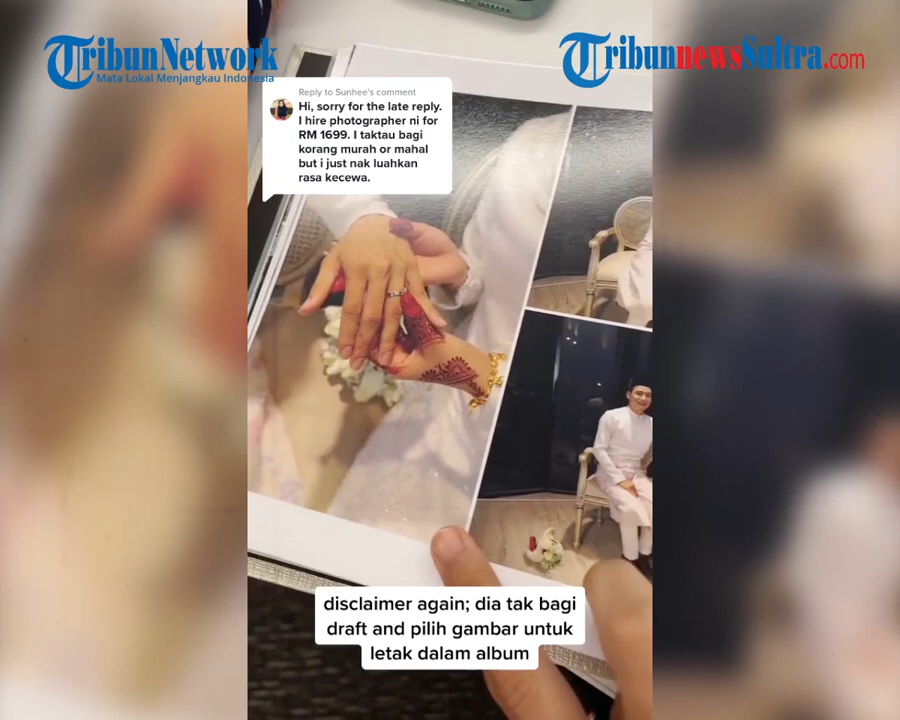 TribunNetwork
Mata Lokal Menjangkau Indonesia
TribunnewsSultra.com
Reply to Sunhee's comment
Hi, sorry for the late reply.
I hire photographer ni for
RM 1699. I taktau bagi
korang murah or mahal
but i just nak luahkan
rasa kecewa.
disclaimer again; dia tak bagi
draft and pilih gambar untuk
letak dalam album